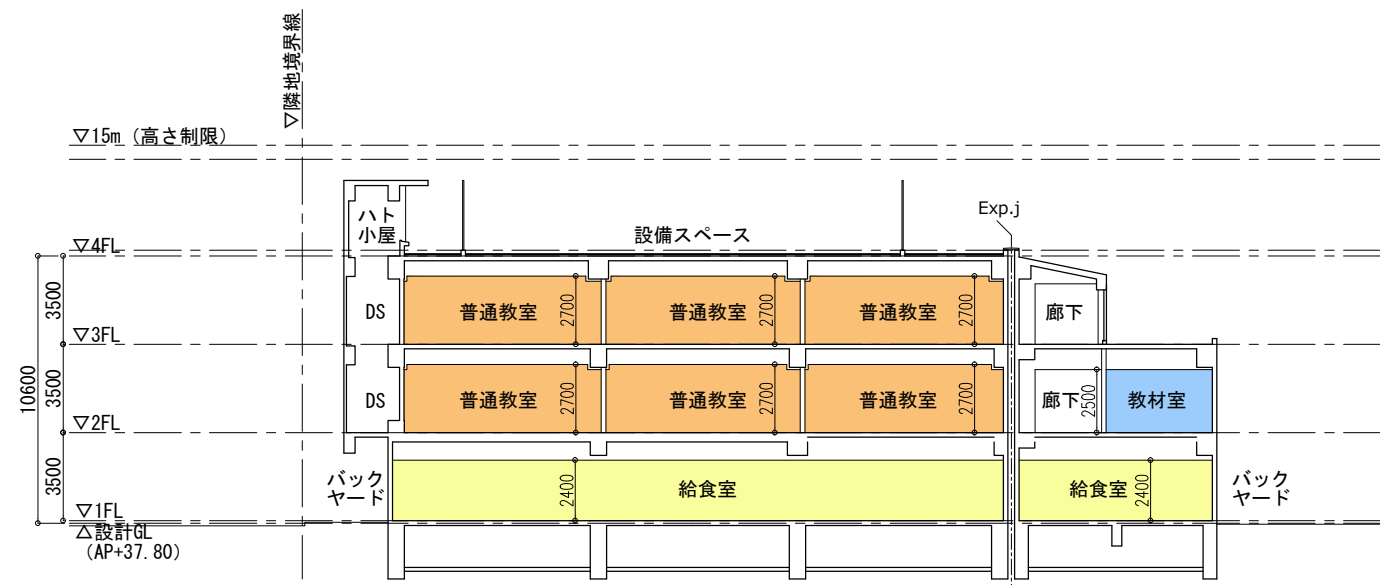 ▽隣地境界線
▽15m (高さ制限)
Exp.j
ハト
小屋
設備スペース
▽4FL
3500
DS
普通教室
2700
普通教室
2700
普通教室
2700
廊下
▽3FL
10600
3500
DS
普通教室
2700
普通教室
2700
普通教室
2700
廊下
2500
教材室
▽2FL
3500
バック
ヤード
給食室
2400
給食室
2400
バック
ヤード
▽1FL
△設計GL
(AP+37.80)